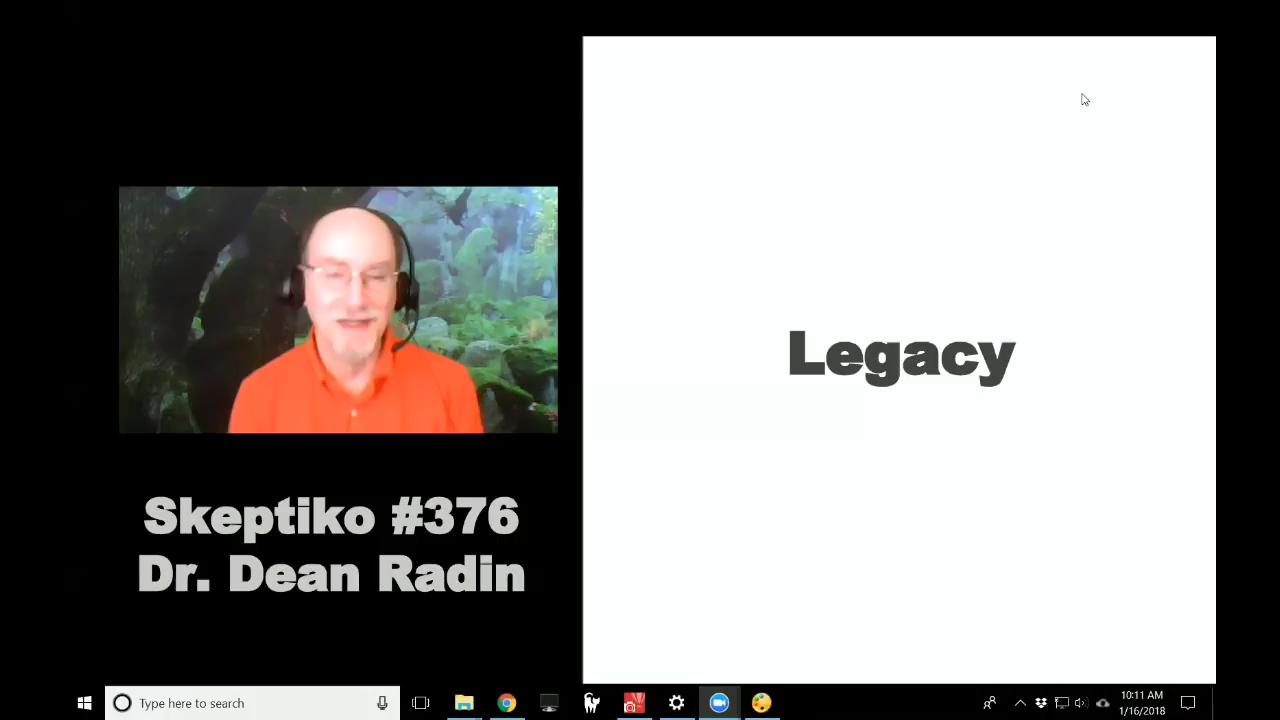 Legacy
Skeptiko #376
Dr. Dean Radin
Type here to search
10:11 AM
1/16/2018